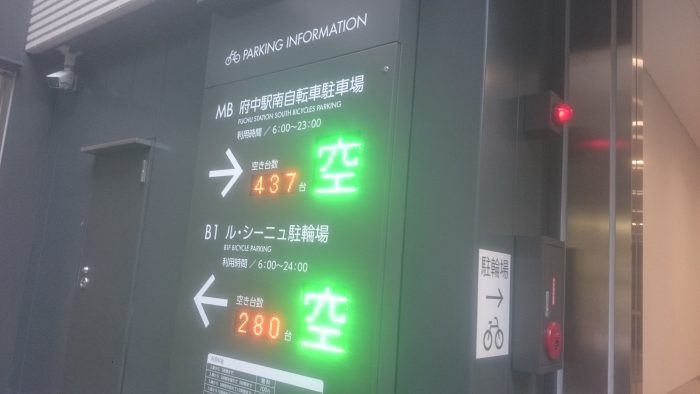 PARKING INFORMATION
MB 府中駅南自転車駐車場
FUCHU STATION SOUTH BICYCLES PARKING
利用時間／6:00～23:00
→ 空き台数 空
437台
B1 ル・シーニュ駐輪場
B1F BICYCLE PARKING
利用時間／6:00～24:00
← 空き台数 空
280台
駐輪場
→